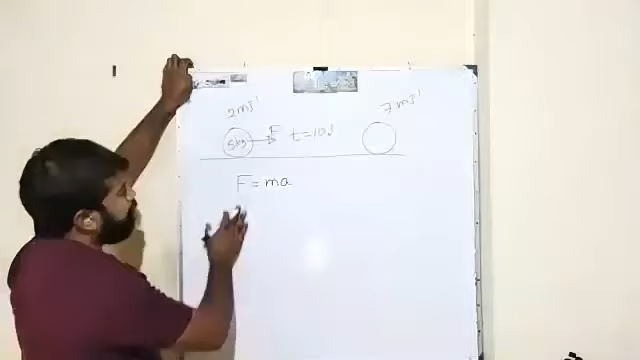 2ms⁻¹ 7ms⁻¹
5kg F t=10s
F = ma